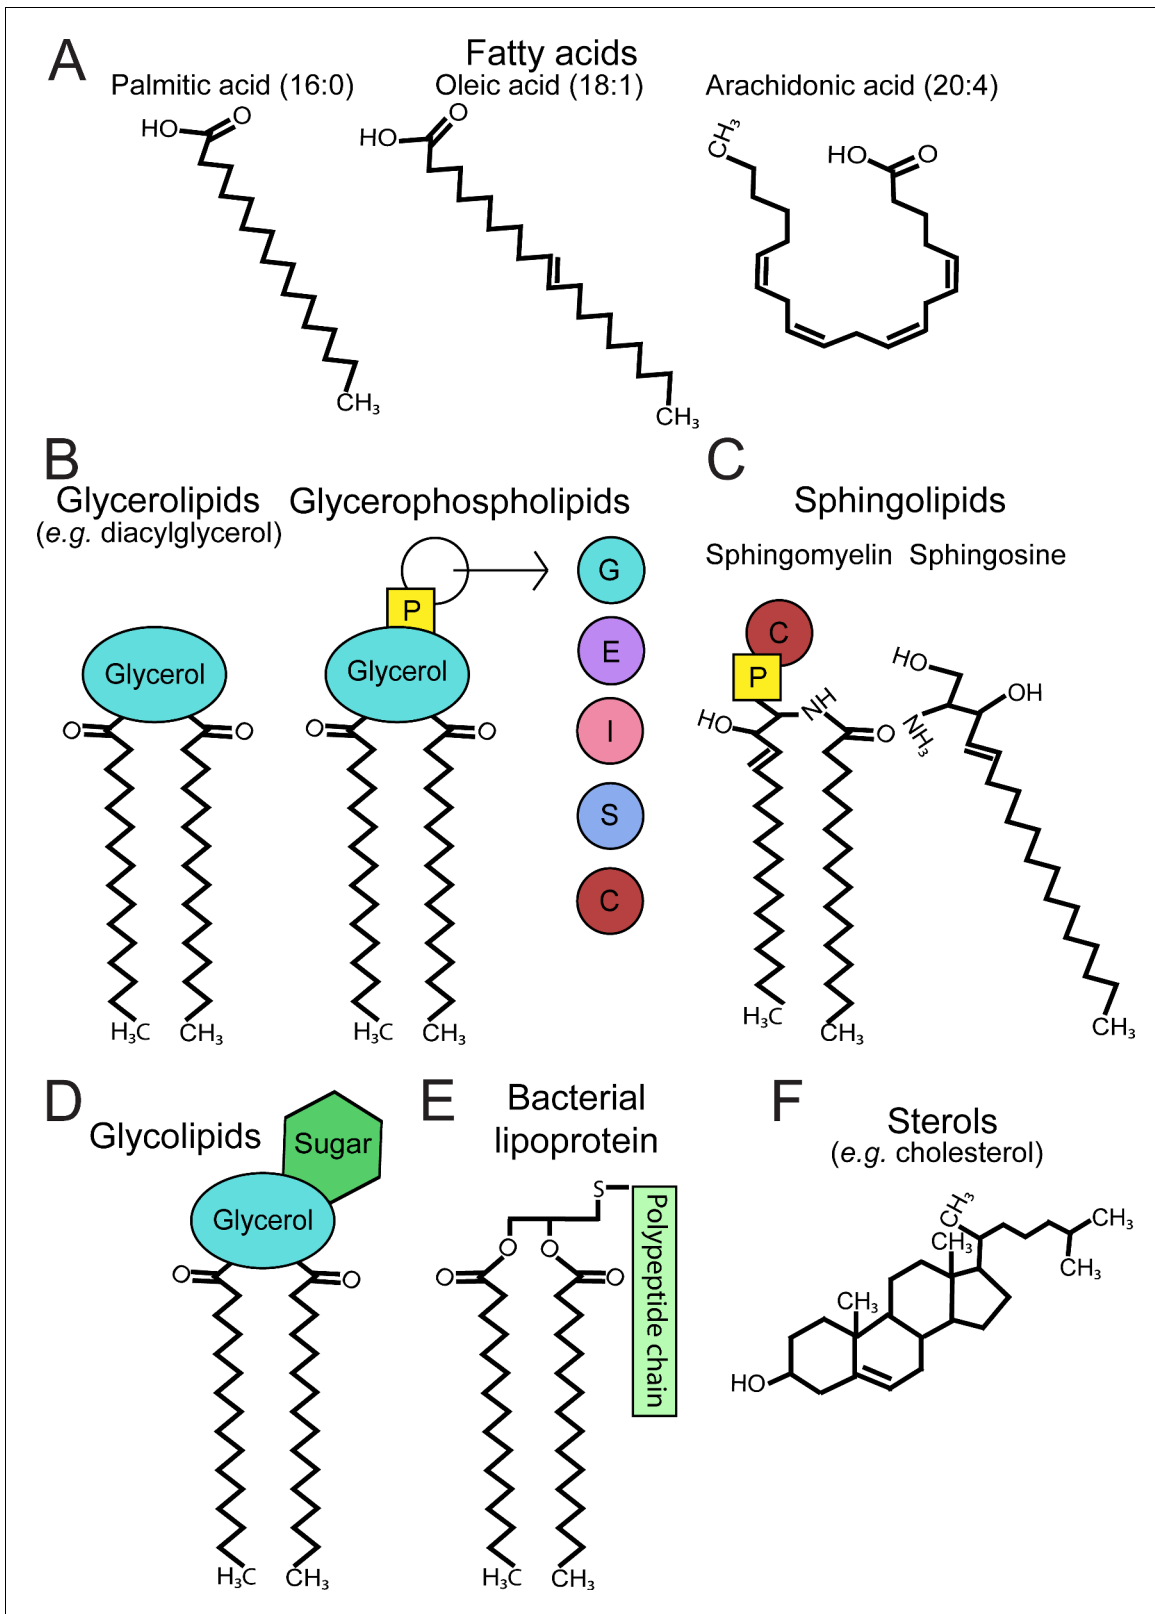 A
Fatty acids
Palmitic acid (16:0)
Oleic acid (18:1)
Arachidonic acid (20:4)
HO
O
CH₃
HO
O
CH₃
CH₃
HO
O
B
Glycerolipids
(e.g. diacylglycerol)
Glycerol
O
O
H₃C
CH₃
Glycerophospholipids
P
Glycerol
O
O
H₃C
CH₃
G
E
I
S
C
C
Sphingolipids
Sphingomyelin
Sphingosine
C
P
HO
NH
O
H₃C
CH₃
HO
OH
NH₃
CH₃
D
Glycolipids
Sugar
Glycerol
O
O
H₃C
CH₃
E
Bacterial
lipoprotein
S
O
O
O
O
Polypeptide chain
H₃C
CH₃
F
Sterols
(e.g. cholesterol)
CH₃
CH₃
CH₃
CH₃
CH₃
HO